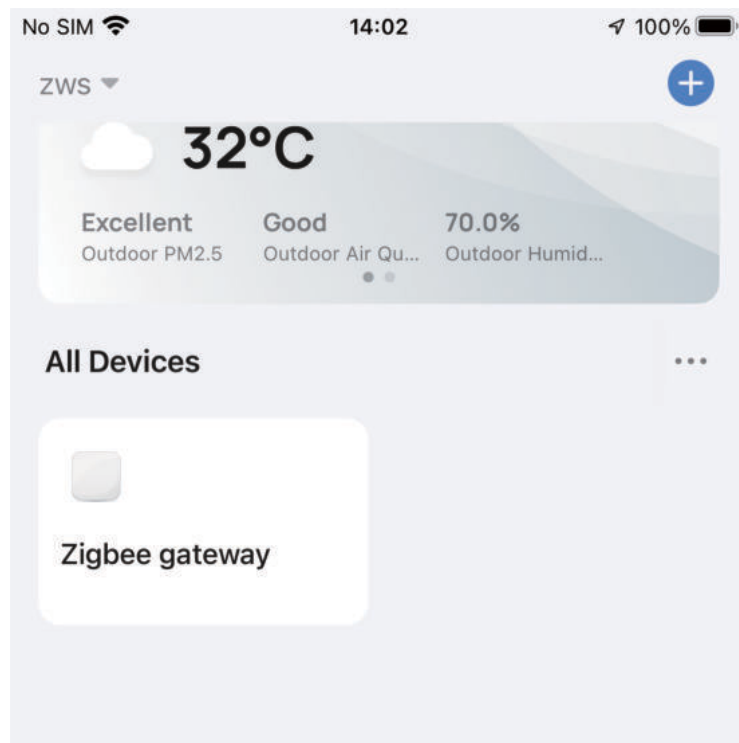 No SIM 14:02 100%
ZWS
32°C
Excellent Good 70.0%
Outdoor PM2.5 Outdoor Air Qu... Outdoor Humid...
All Devices
Zigbee gateway